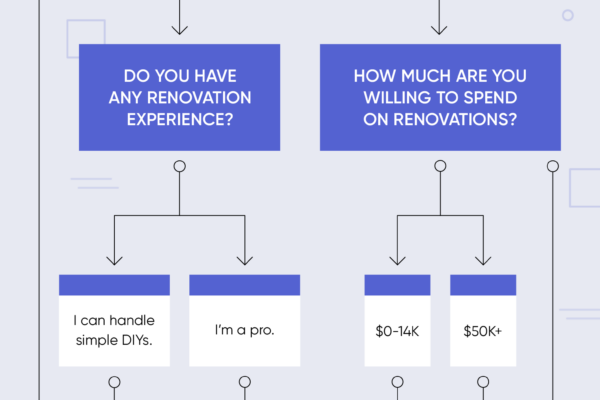 DO YOU HAVE
ANY RENOVATION
EXPERIENCE?
HOW MUCH ARE YOU
WILLING TO SPEND
ON RENOVATIONS?
I can handle
simple DIYs.
I'm a pro.
$0-14K
$50K+